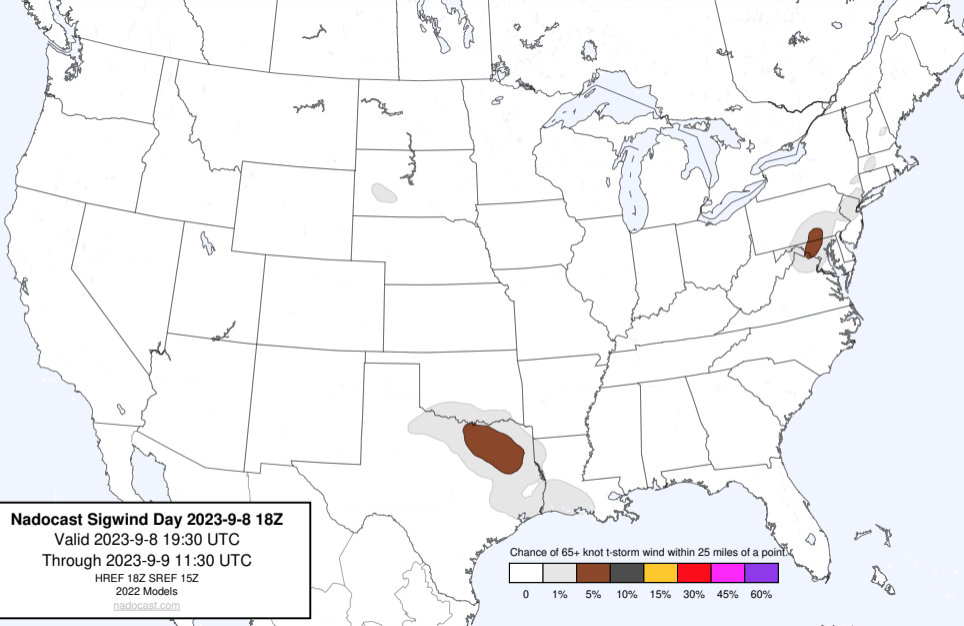 Nadocast Sigwind Day 2023-9-8 18Z
Valid 2023-9-8 19:30 UTC
Through 2023-9-9 11:30 UTC
HREF 18Z SREF 15Z
2022 Models
nadocast.com
Chance of 65+ knot t-storm wind within 25 miles of a point.
0 1% 5% 10% 15% 30% 45% 60%